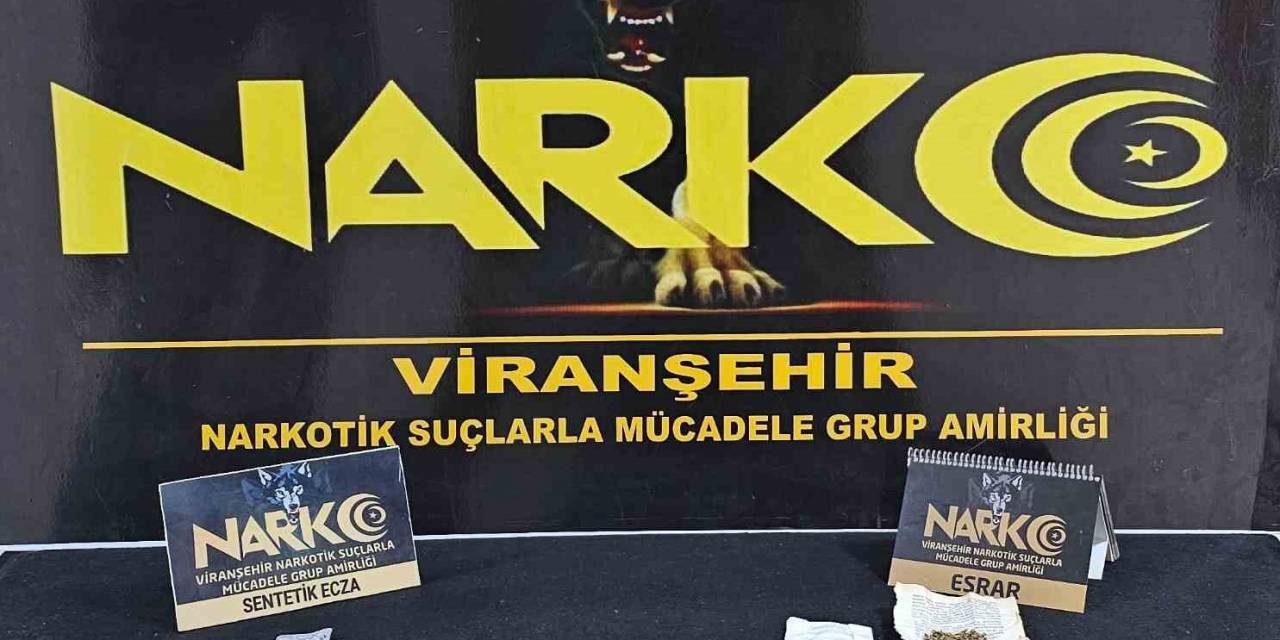 NARKO
VİRANŞEHİR
NARKOTİK SUÇLARLA MÜCADELE GRUP AMİRLİĞİ
NARKO
VİRANŞEHİR NARKOTİK SUÇLARLA
MÜCADELE GRUP AMİRLİĞİ
SENTETİK ECZA
NARKO
VİRANŞEHİR NARKOTİK SUÇLARLA
MÜCADELE GRUP AMİRLİĞİ
ESRAR